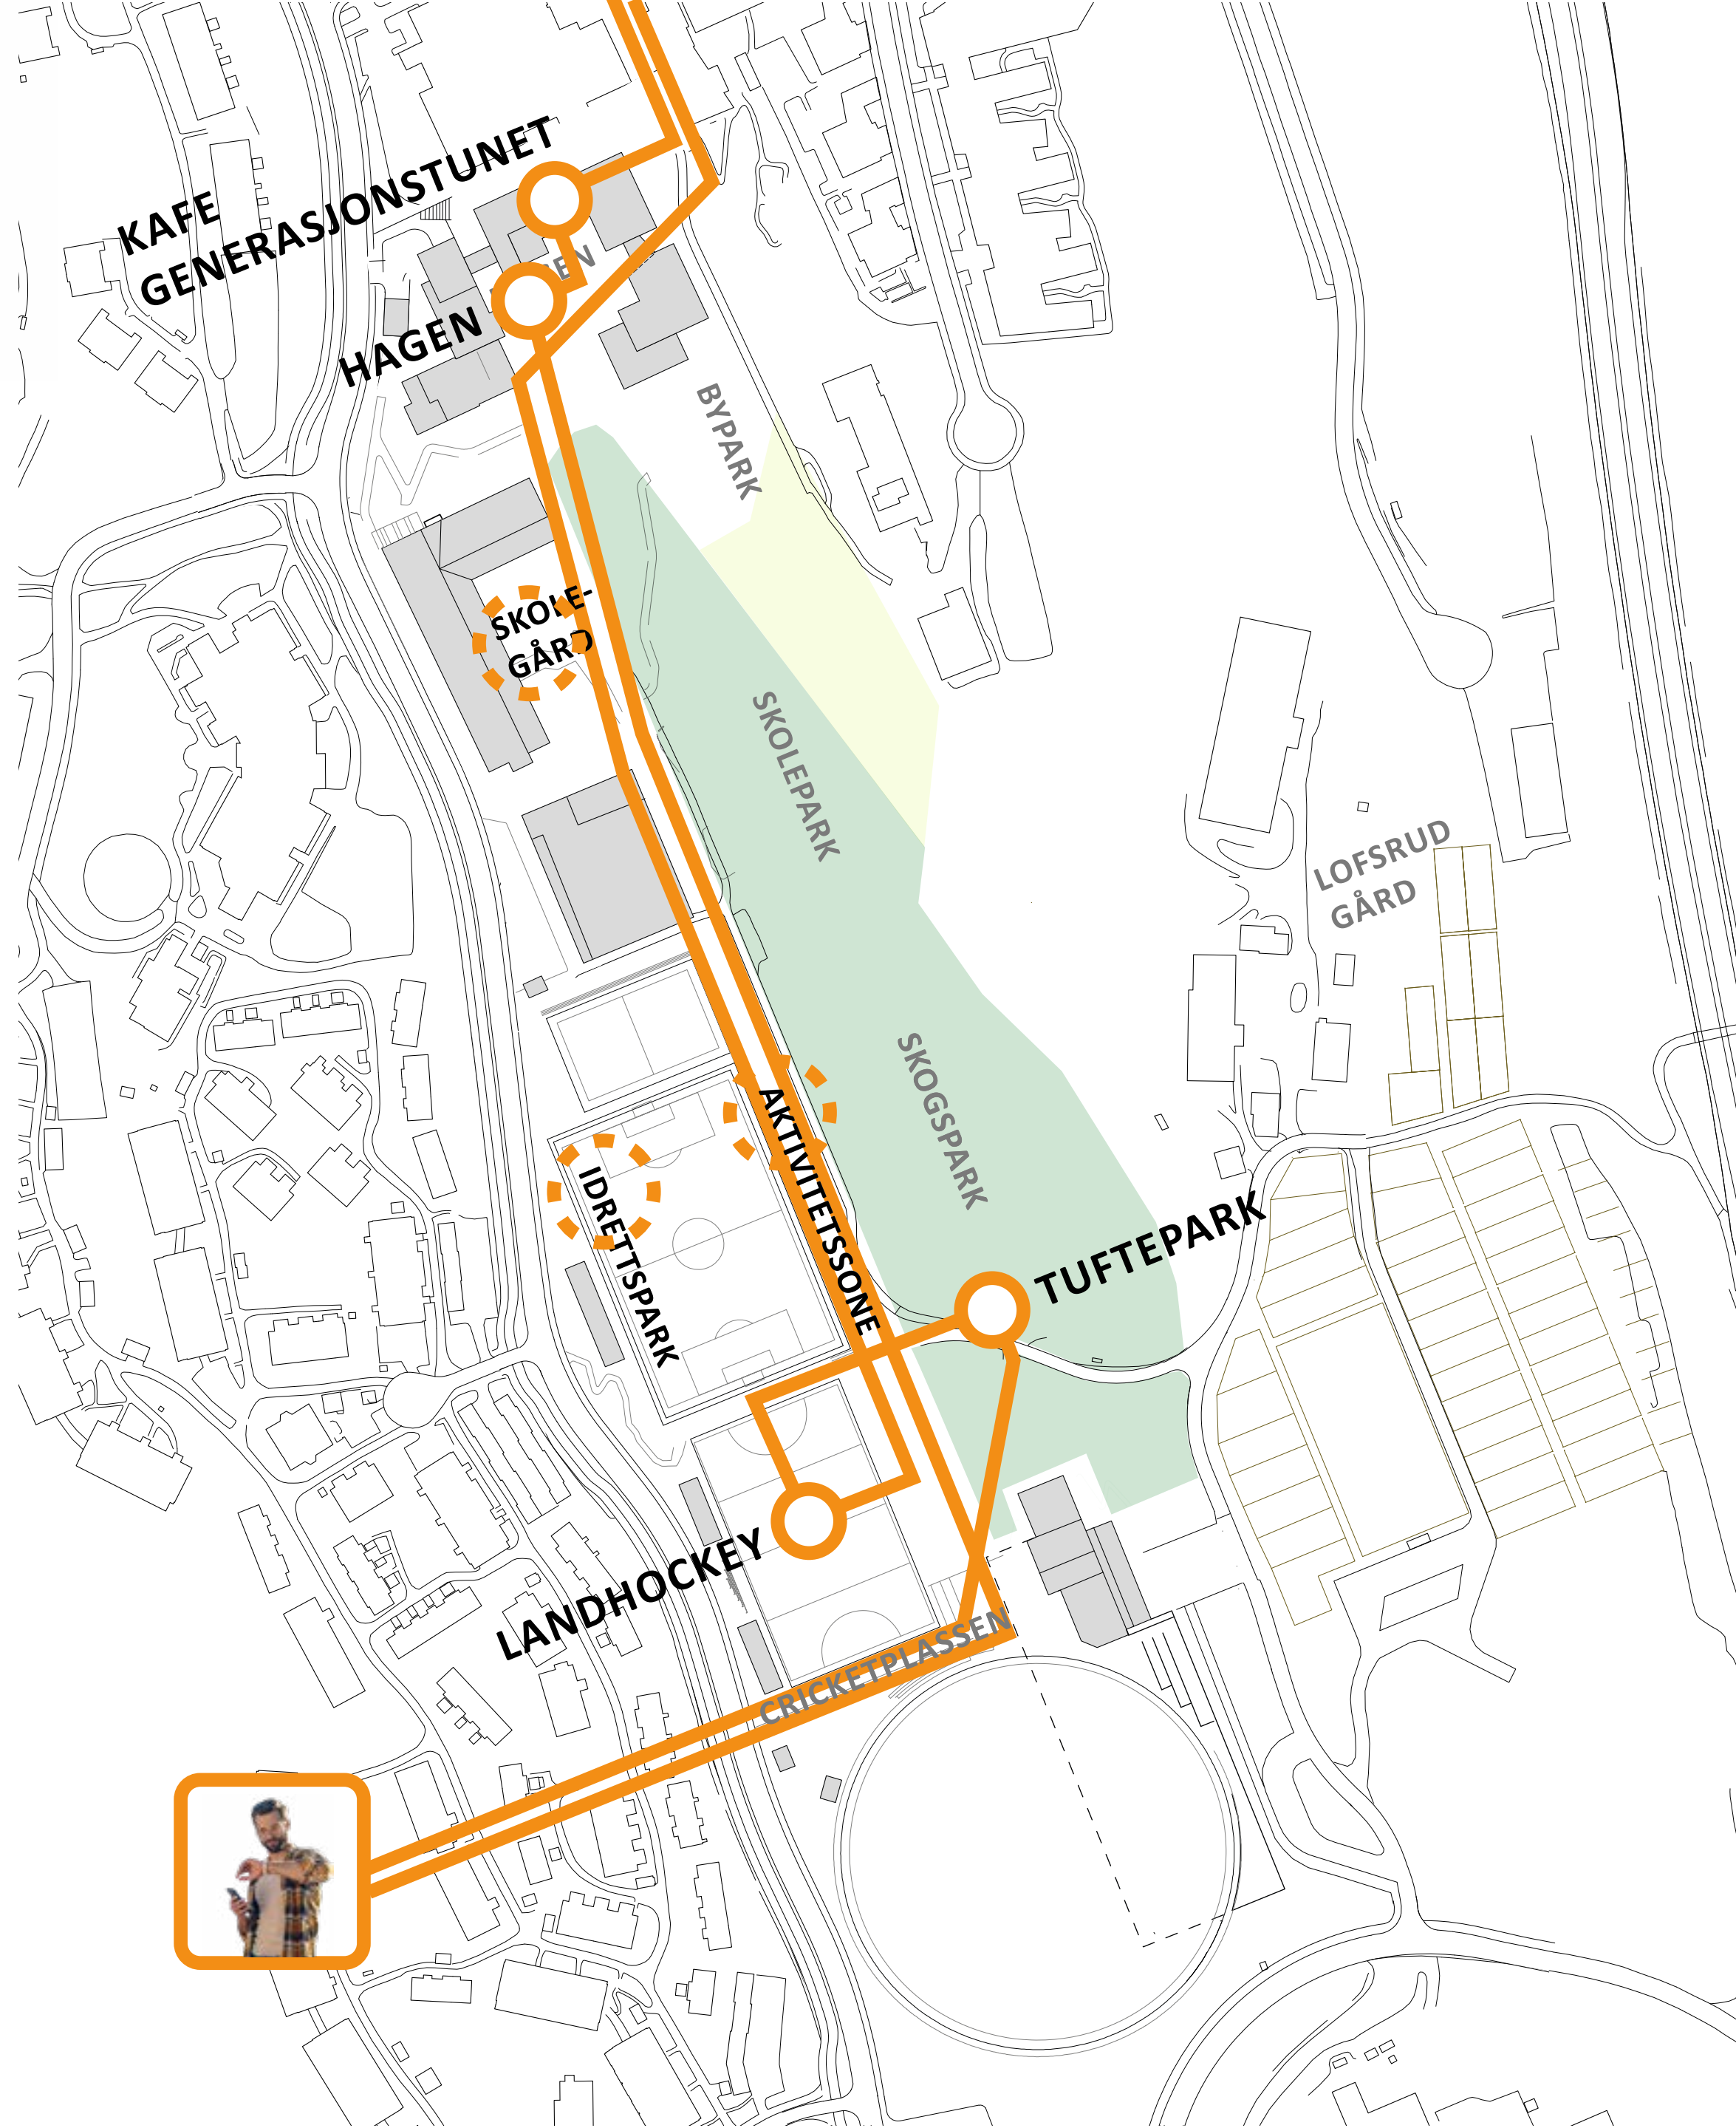 KAFE
GENERASJONSTUNET
HAGEN
BYPARK
SKOLE-
GÅRD
SKOLEPARK
LOFSRUD
GÅRD
SKOGSPARK
AKTIVITETSSONE
IDRETTSPARK
TUFTEPARK
LANDHOCKEY
CRICKETPLASSEN